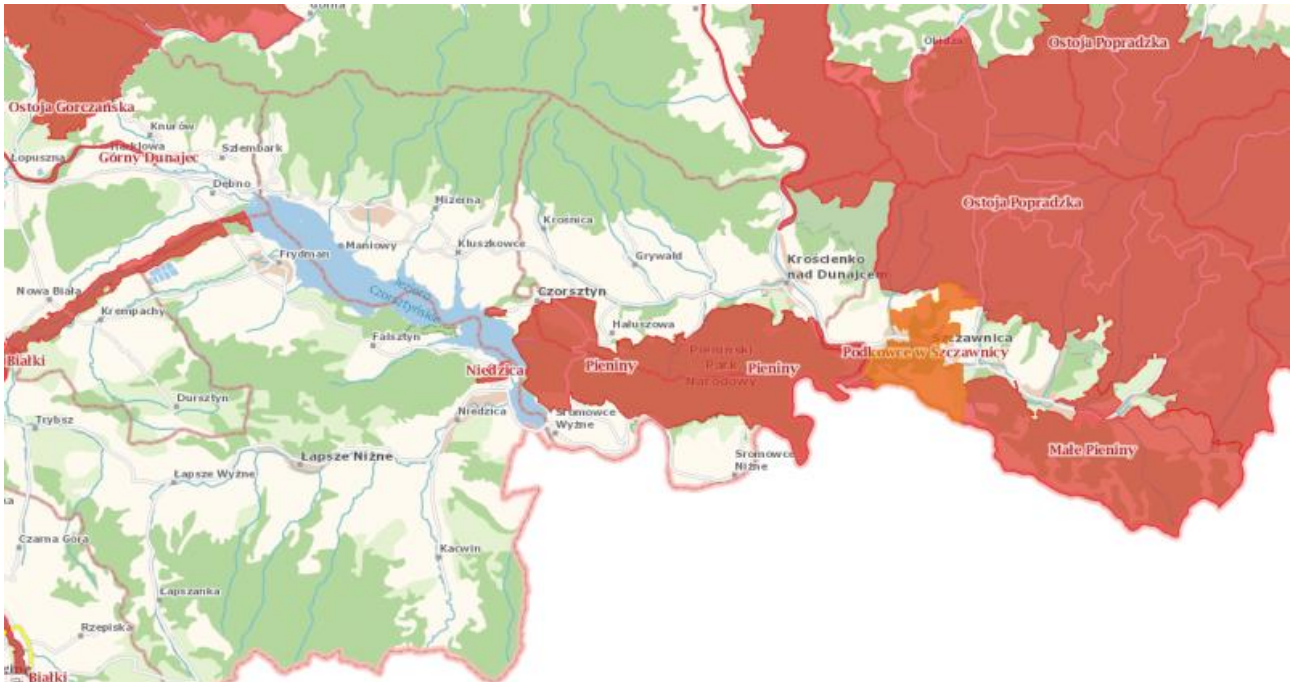 Górna
Obidza
Ostoja Popradzka
Ostoja Gorczańska
Knurów
Harklowa
Szlembark
Łopuszna
Górny Dunajec
Dębno
Mizerna
Ostoja Popradzka
Krośnica
Maniowy
Kluszkowce
Frydman
Grywałd
Krościenko
nad Dunajcem
Jezioro
Czorsztyńskie
Nowa Biała
Czorsztyn
Krempachy
Hałuszowa
Falsztyn
Szczawnica
Białki
Podkowce w Szczawnicy
Pieniński
Park
Narodowy
Niedzica
Pieniny
Pieniny
Dursztyn
Niedzica
Sromowce
Wyżne
Trybsz
Małe Pieniny
Sromowce
Niżne
Łapsze Niżne
Łapsze Wyżne
Czarna Góra
Kacwin
Łapszanka
Rzepiska
Białki